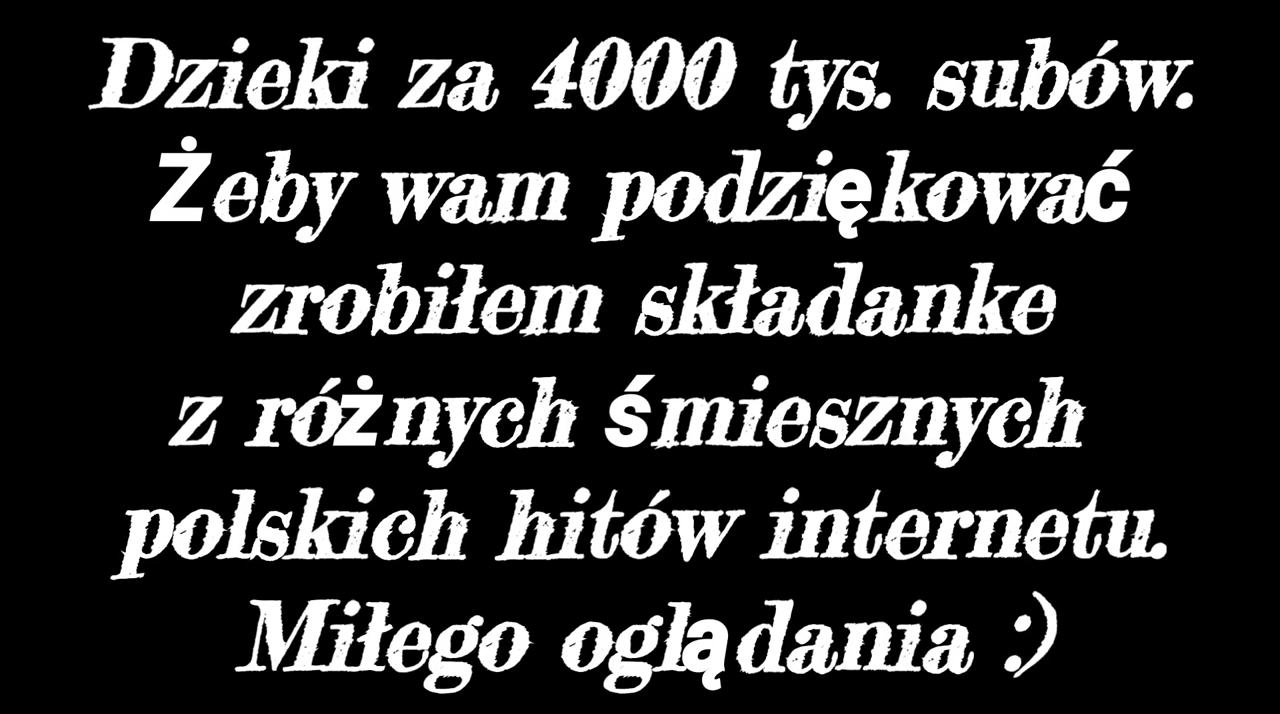 Dzieki za 4000 tys. subów.
Żeby wam podziękować
zrobiłem składanke
z różnych śmiesznych
polskich hitów internetu.
Miłego oglądania :)